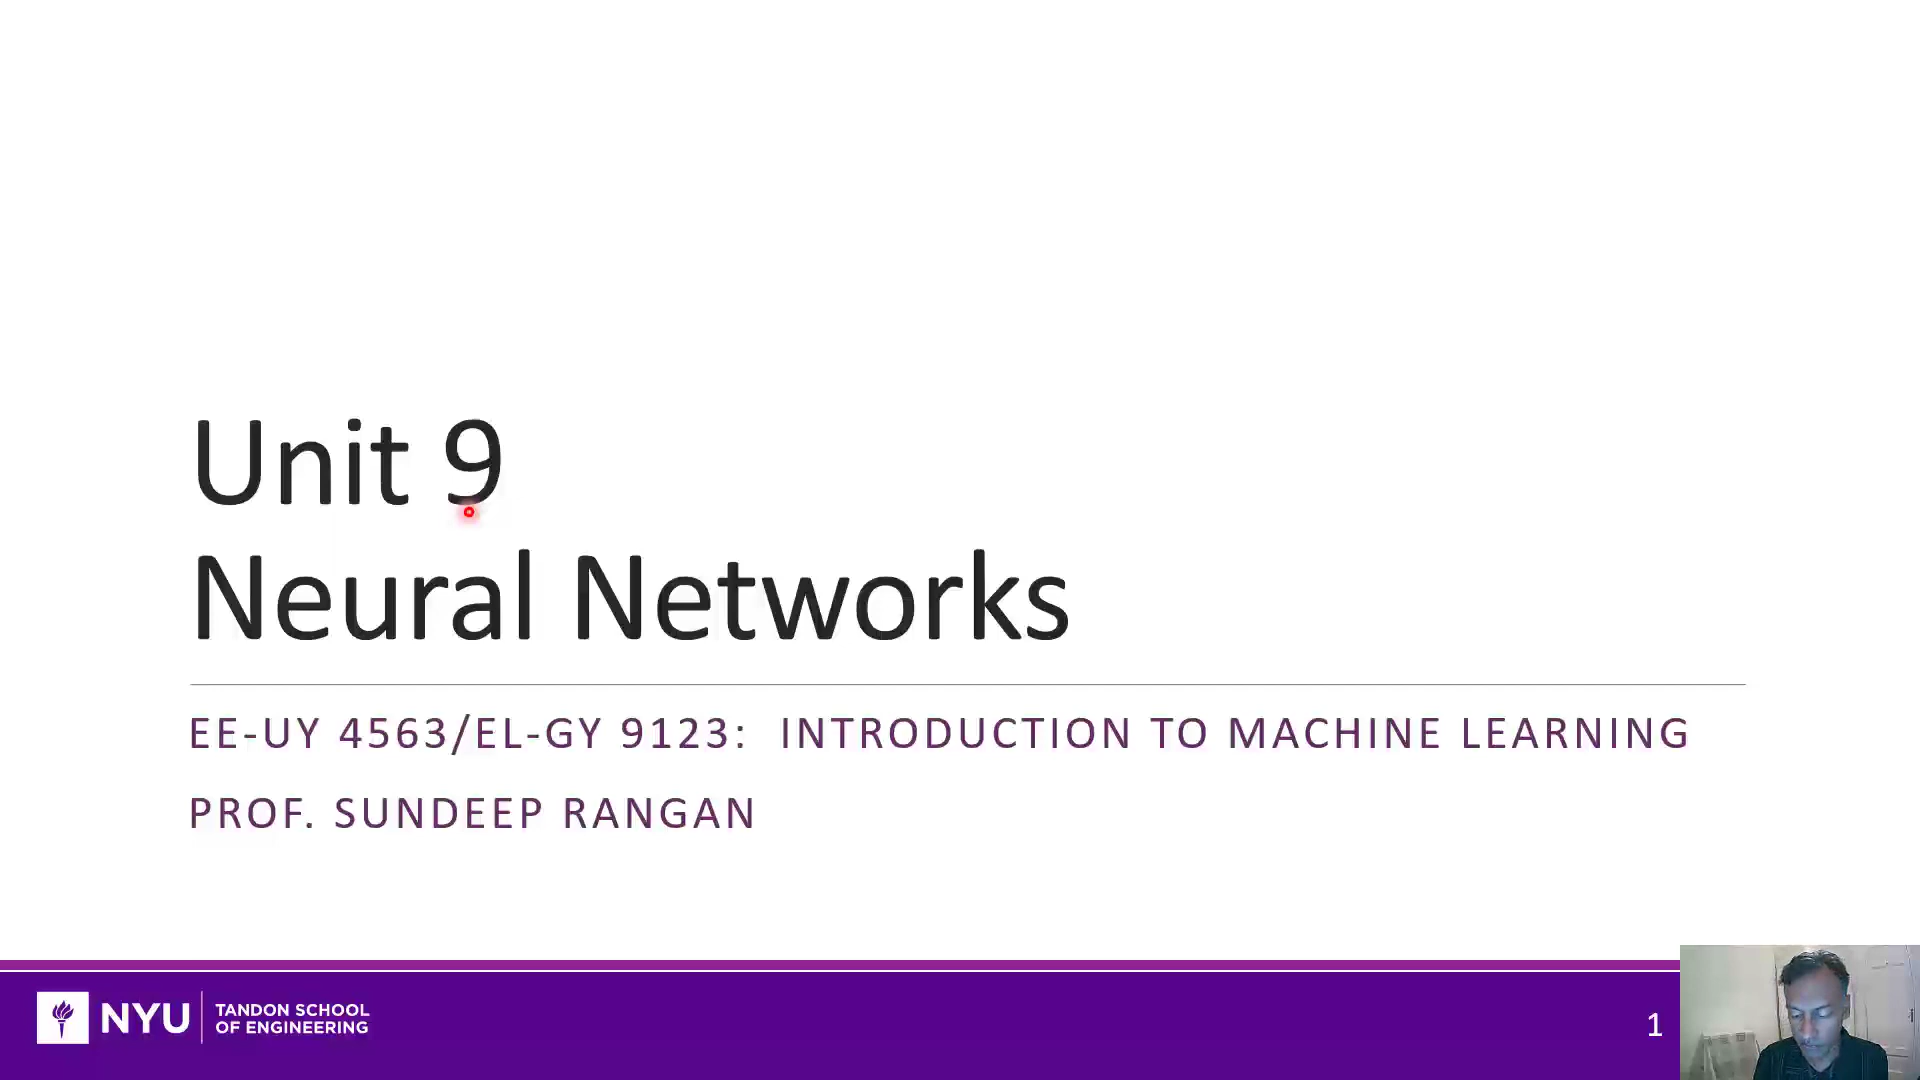 Unit 9
Neural Networks
EE-UY 4563/EL-GY 9123: INTRODUCTION TO MACHINE LEARNING
PROF. SUNDEEP RANGAN
NYU
TANDON SCHOOL
OF ENGINEERING
1